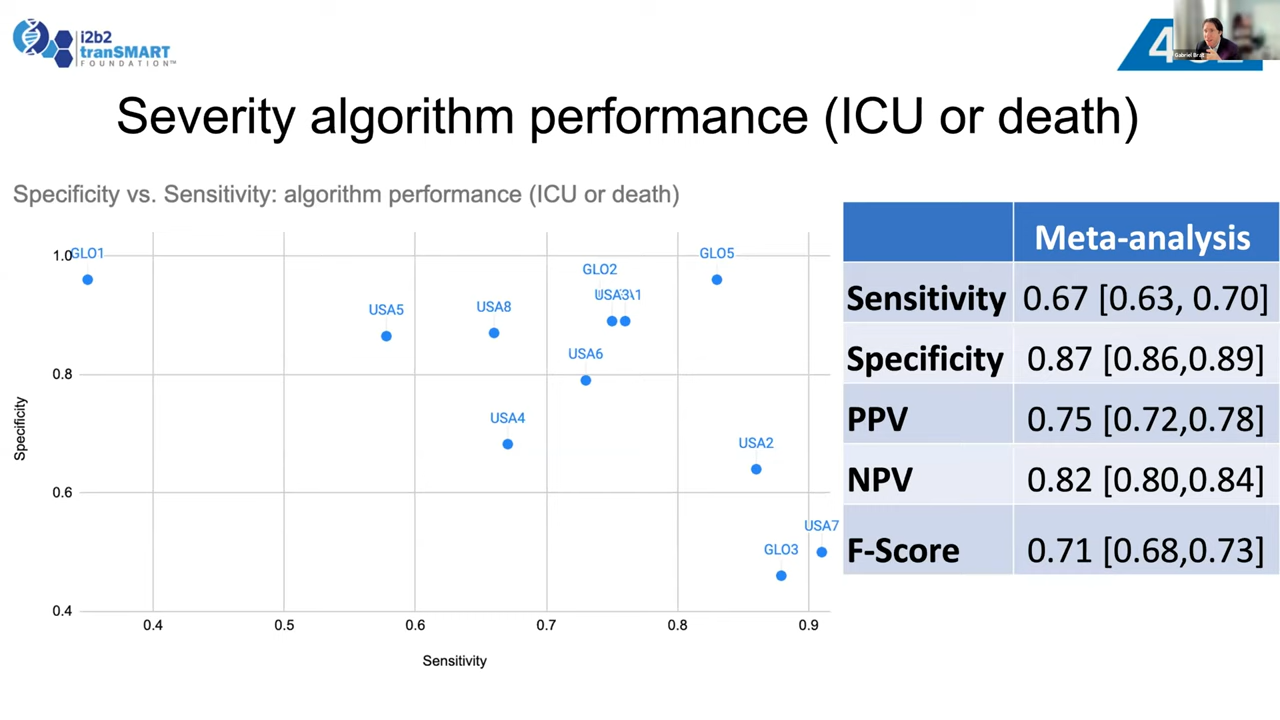 i2b2
tranSMART
FOUNDATION™
4
Gabriel
Severity algorithm performance (ICU or death)
Specificity vs. Sensitivity: algorithm performance (ICU or death)
Specificity
1.0
0.8
0.6
0.4
GLO1
GLO5
GLO2
USA3
USA5
USA8
USA6
USA4
USA2
USA7
GLO3
0.4 0.5 0.6 0.7 0.8 0.9
Sensitivity
Meta-analysis
Sensitivity 0.67 [0.63, 0.70]
Specificity 0.87 [0.86,0.89]
PPV 0.75 [0.72,0.78]
NPV 0.82 [0.80,0.84]
F-Score 0.71 [0.68,0.73]